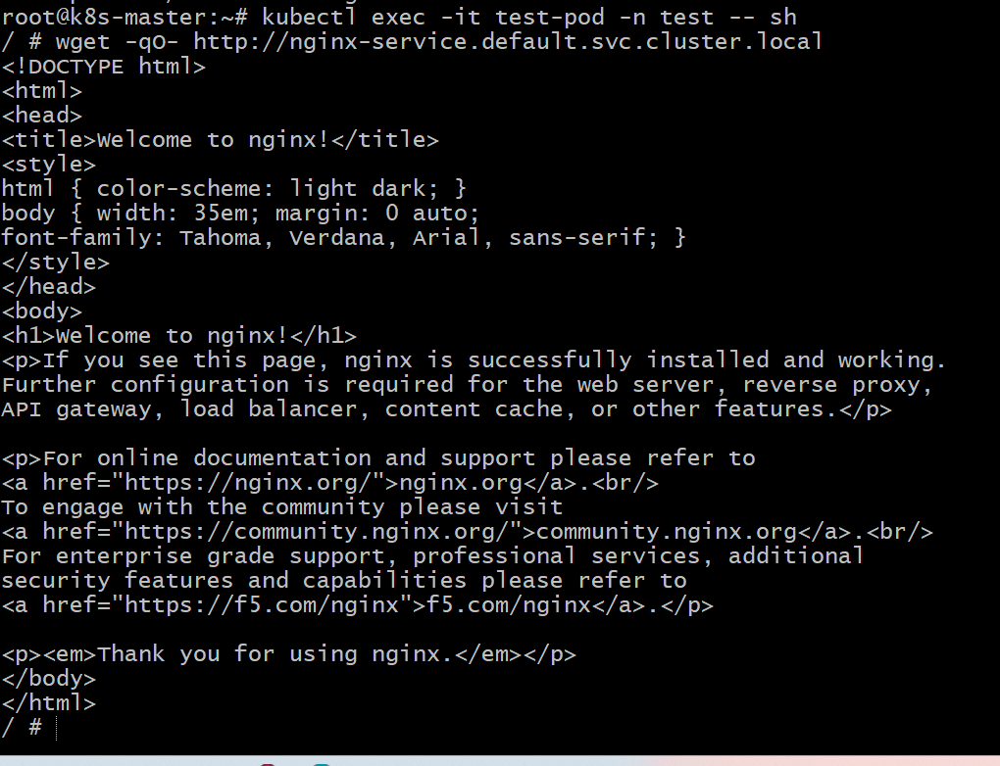 root@k8s-master:~# kubectl exec -it test-pod -n test -- sh
/ # wget -qO- http://nginx-service.default.svc.cluster.local
<!DOCTYPE html>
<html>
<head>
<title>Welcome to nginx!</title>
<style>
html { color-scheme: light dark; }
body { width: 35em; margin: 0 auto;
font-family: Tahoma, Verdana, Arial, sans-serif; }
</style>
</head>
<body>
<h1>Welcome to nginx!</h1>
<p>If you see this page, nginx is successfully installed and working.
Further configuration is required for the web server, reverse proxy,
API gateway, load balancer, content cache, or other features.</p>

<p>For online documentation and support please refer to
<a href="https://nginx.org/">nginx.org</a>.<br/>
To engage with the community please visit
<a href="https://community.nginx.org/">community.nginx.org</a>.<br/>
For enterprise grade support, professional services, additional
security features and capabilities please refer to
<a href="https://f5.com/nginx">f5.com/nginx</a>.</p>

<p><em>Thank you for using nginx.</em></p>
</body>
</html>
/ #